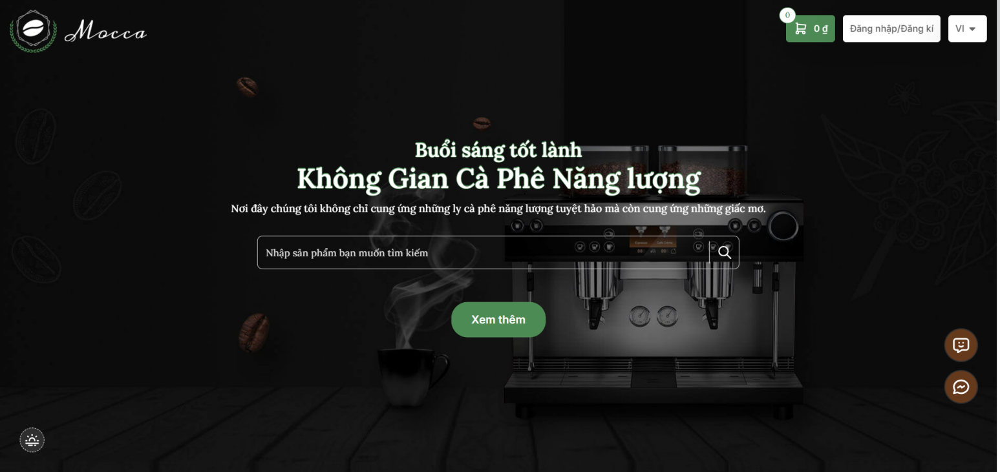 Mocca
0
0 ₫
Đăng nhập/Đăng kí
VI
Buổi sáng tốt lành
Không Gian Cà Phê Năng lượng
Nơi đây chúng tôi không chỉ cung ứng những ly cà phê năng lượng tuyệt hảo mà còn cung ứng những giấc mơ.
Nhập sản phẩm bạn muốn tìm kiếm
Xem thêm